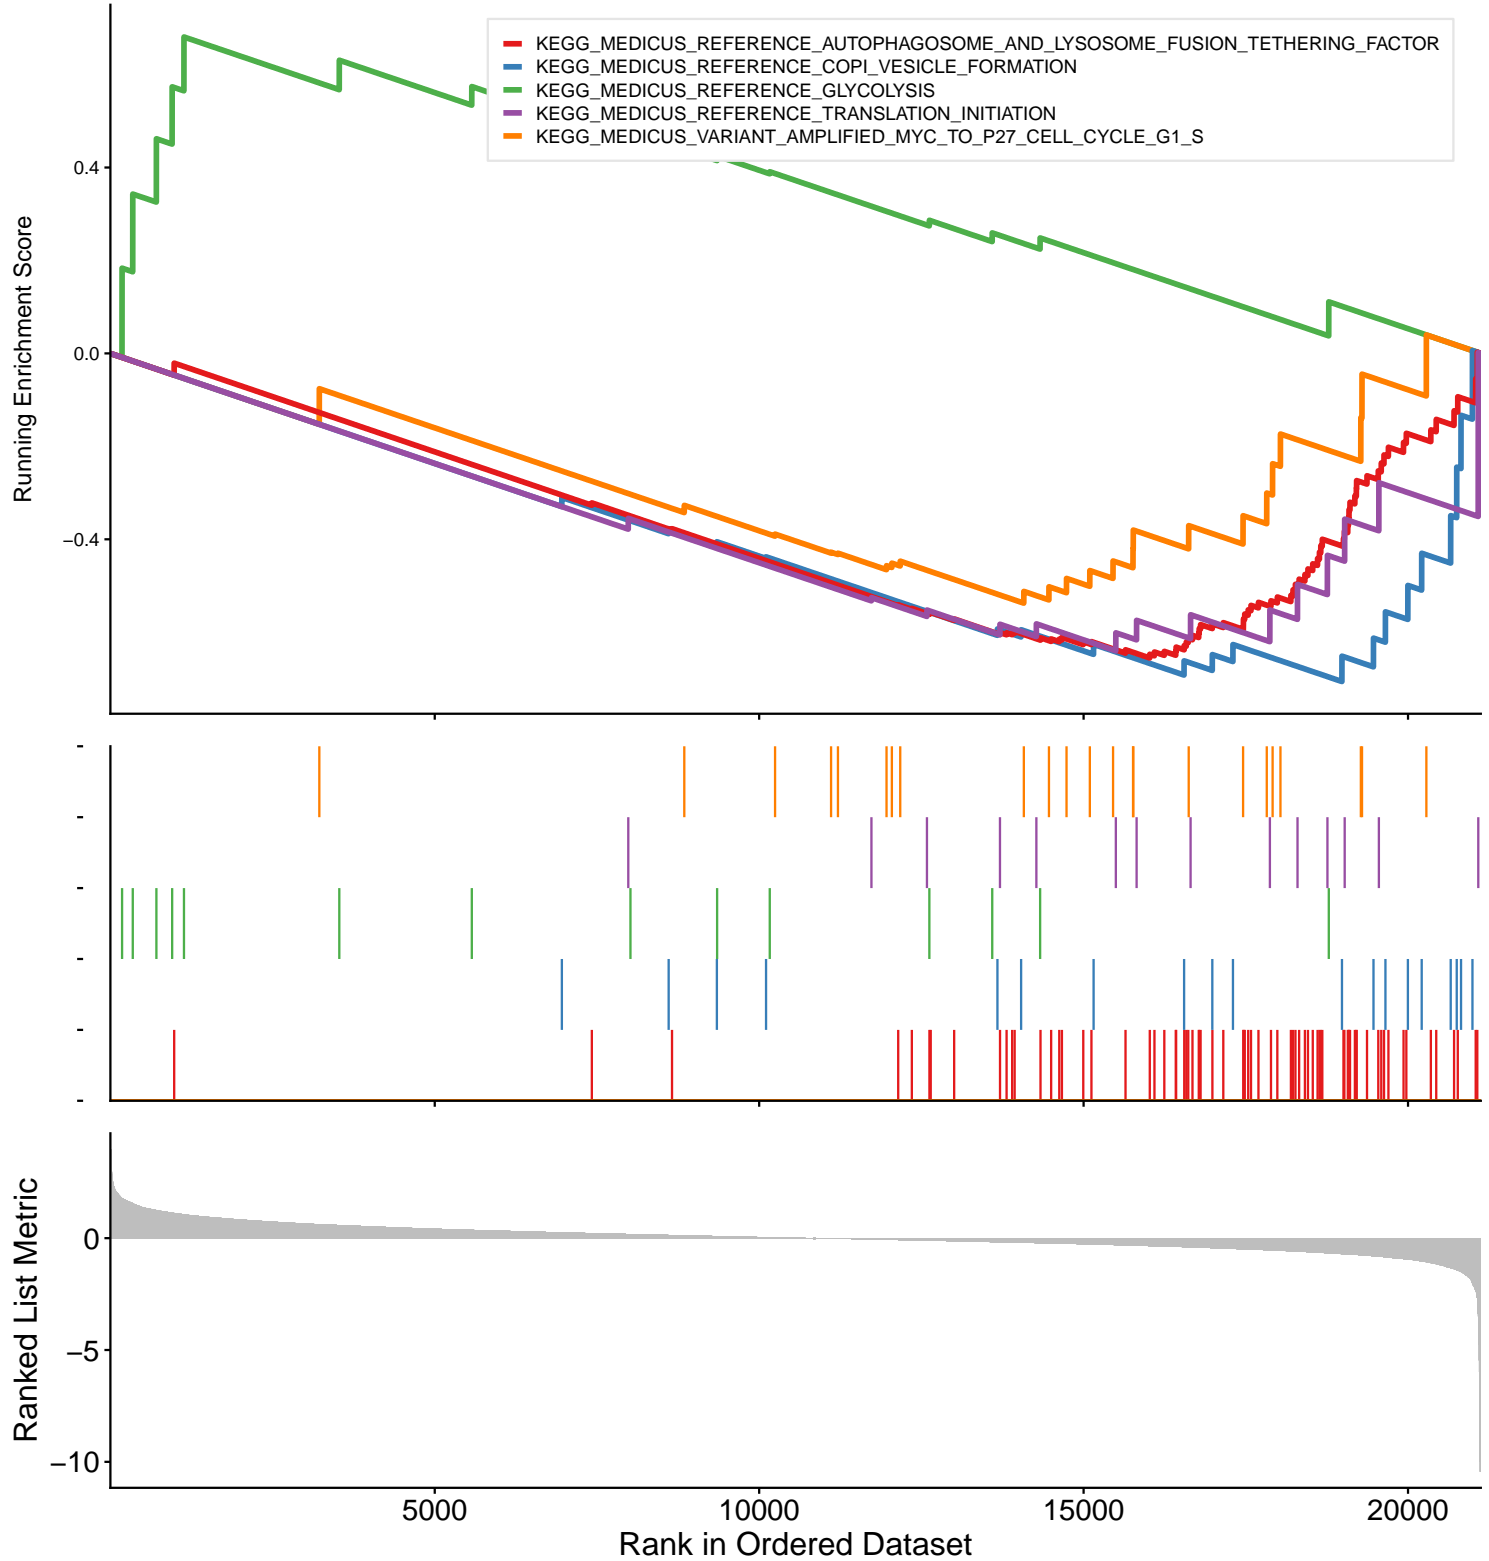 KEGG_MEDICUS_REFERENCE_AUTOPHAGOSOME_AND_LYSOSOME_FUSION_TETHERING_FACTOR
KEGG_MEDICUS_REFERENCE_COPI_VESICLE_FORMATION
KEGG_MEDICUS_REFERENCE_GLYCOLYSIS
KEGG_MEDICUS_REFERENCE_TRANSLATION_INITIATION
KEGG_MEDICUS_VARIANT_AMPLIFIED_MYC_TO_P27_CELL_CYCLE_G1_S
Running Enrichment Score
0.4
0.0
−0.4
Ranked List Metric
0
−5
−10
5000 10000 15000 20000
Rank in Ordered Dataset